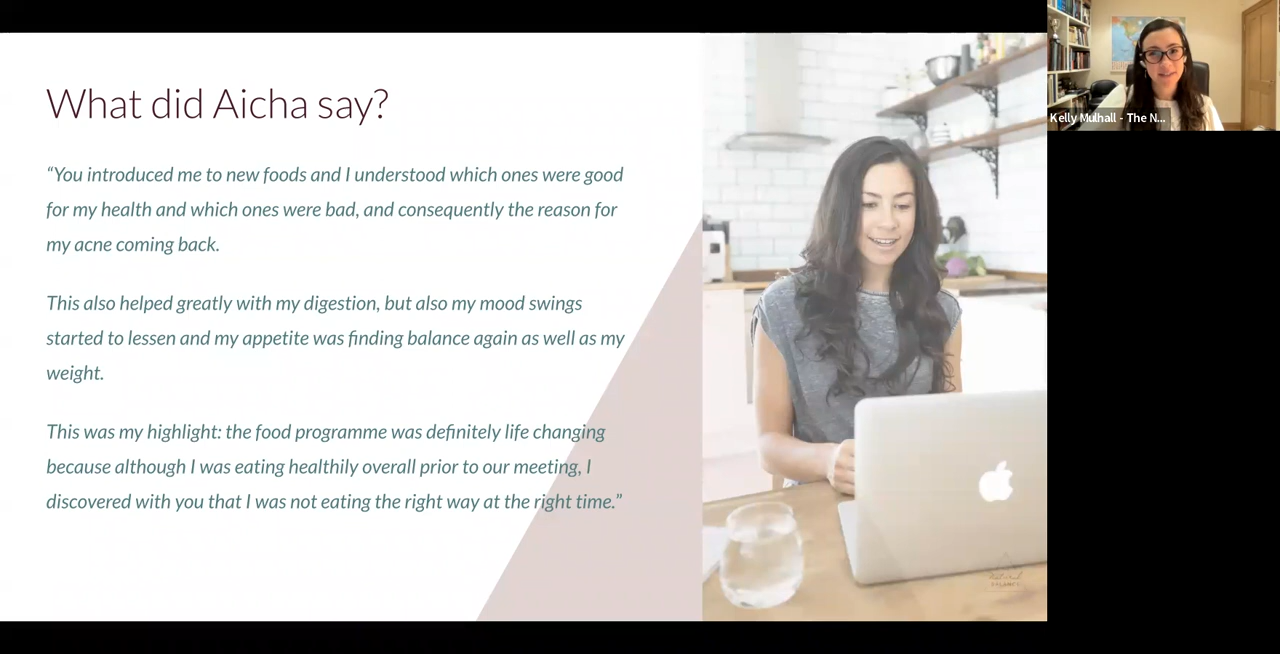 What did Aicha say?
Kelly Mulhall - The N...
“You introduced me to new foods and I understood which ones were good
for my health and which ones were bad, and consequently the reason for
my acne coming back.
This also helped greatly with my digestion, but also my mood swings
started to lessen and my appetite was finding balance again as well as my
weight.
This was my highlight: the food programme was definitely life changing
because although I was eating healthily overall prior to our meeting, I
discovered with you that I was not eating the right way at the right time.”
BALANCE